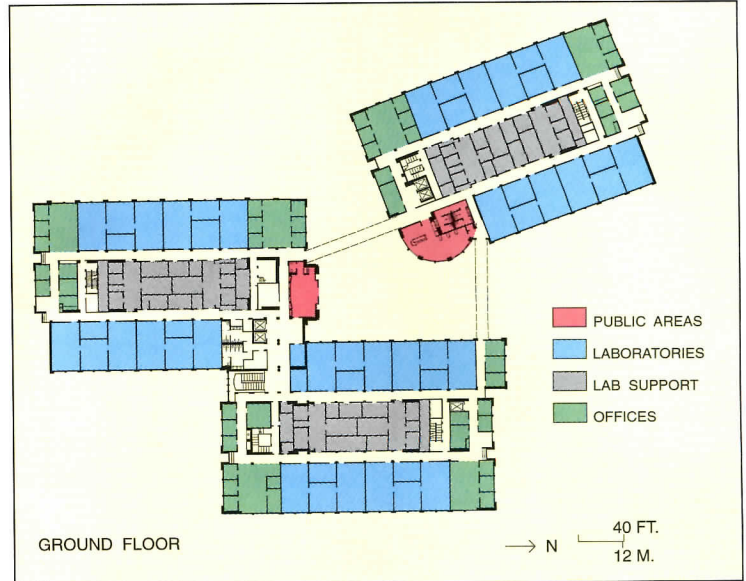 PUBLIC AREAS
LABORATORIES
LAB SUPPORT
OFFICES
GROUND FLOOR
N
40 FT.
12 M.